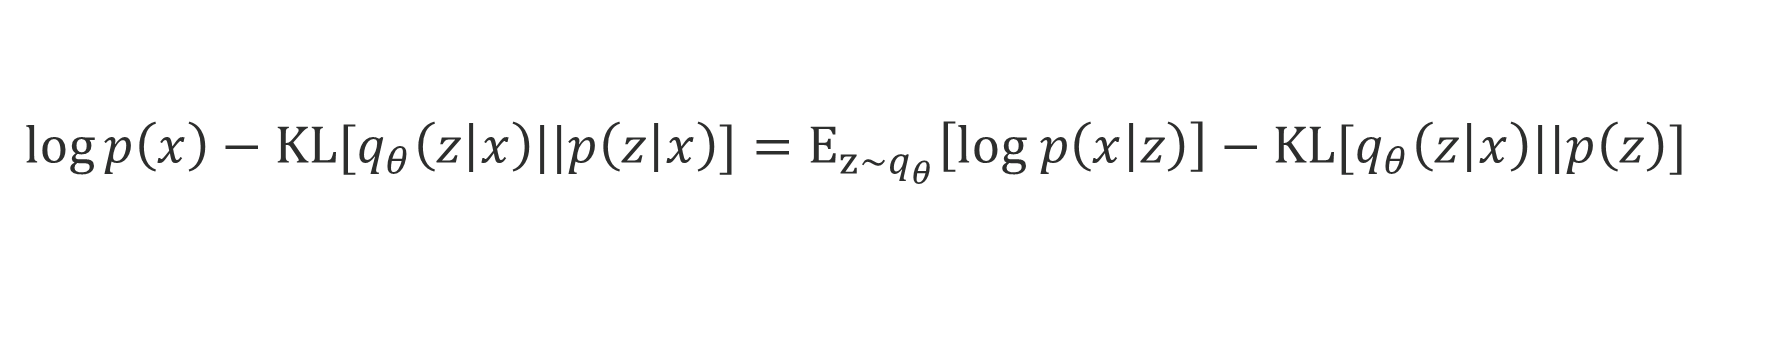 log p(x) − KL[q_θ(z|x)||p(z|x)] = E_{z∼q_θ}[log p(x|z)] − KL[q_θ(z|x)||p(z)]